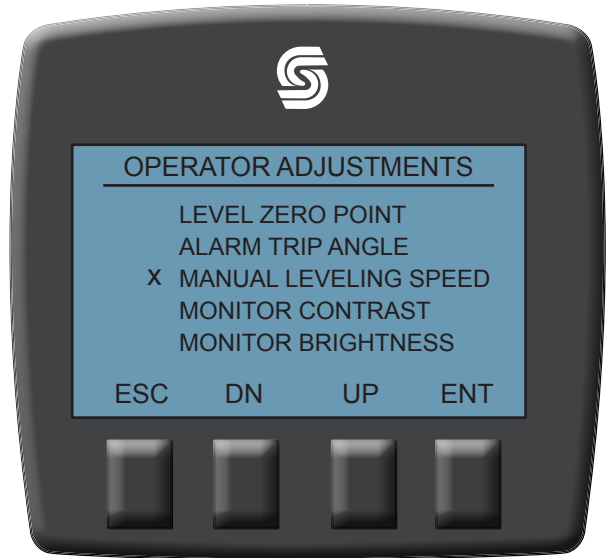 OPERATOR ADJUSTMENTS
LEVEL ZERO POINT
ALARM TRIP ANGLE
X MANUAL LEVELING SPEED
MONITOR CONTRAST
MONITOR BRIGHTNESS
ESC DN UP ENT